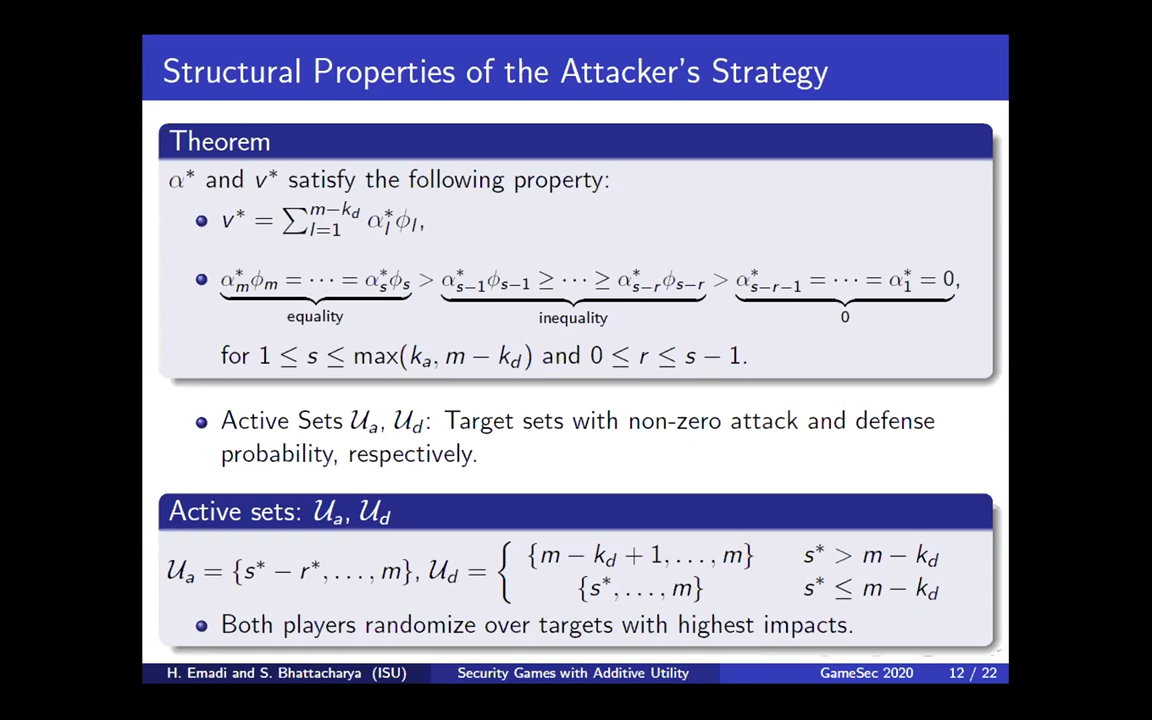 Structural Properties of the Attacker's Strategy
Theorem
α* and v* satisfy the following property:
v* = ∑_{l=1}^{m−k_d} α*_l ϕ_l,
α*_m ϕ_m = ··· = α*_s ϕ_s > α*_{s−1} ϕ_{s−1} ≥ ··· ≥ α*_{s−r} ϕ_{s−r} > α*_{s−r−1} = ··· = α*_1 = 0,
equality inequality 0
for 1 ≤ s ≤ max(k_a, m − k_d) and 0 ≤ r ≤ s − 1.
Active Sets 𝒰_a, 𝒰_d: Target sets with non-zero attack and defense
probability, respectively.
Active sets: 𝒰_a, 𝒰_d
𝒰_a = {s* − r*, . . . , m}, 𝒰_d = { {m − k_d + 1, . . . , m} s* > m − k_d
{s*, . . . , m} s* ≤ m − k_d
Both players randomize over targets with highest impacts.
H. Emadi and S. Bhattacharya (ISU) Security Games with Additive Utility GameSec 2020 12 / 22